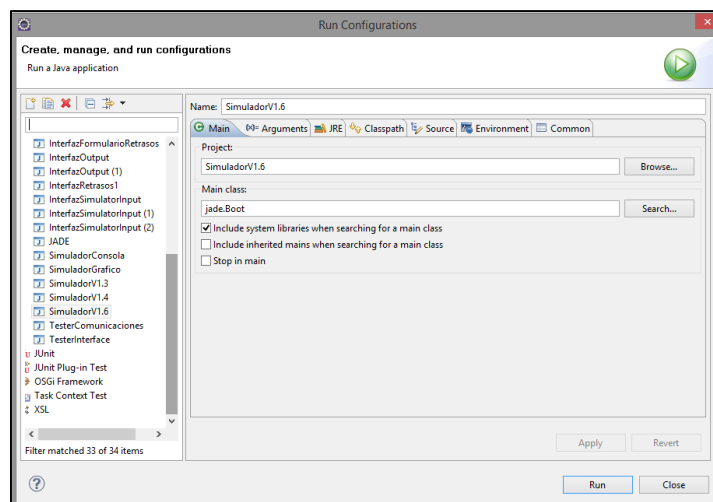 Run Configurations
Create, manage, and run configurations
Run a Java application
InterfazFormularioRetrasos
InterfazOutput
InterfazOutput (1)
InterfazRetrasos1
InterfazSimulatorInput
InterfazSimulatorInput (1)
InterfazSimulatorInput (2)
JADE
SimuladorConsola
SimuladorGrafico
SimuladorV1.3
SimuladorV1.4
SimuladorV1.6
TesterComunicaciones
TesterInterface
JUnit
JUnit Plug-in Test
OSGi Framework
Task Context Test
XSL
Filter matched 33 of 34 items
Name: SimuladorV1.6
Main Arguments JRE Classpath Source Environment Common
Project:
SimuladorV1.6 Browse...
Main class:
jade.Boot Search...
Include system libraries when searching for a main class
Include inherited mains when searching for a main class
Stop in main
Apply Revert
Run Close